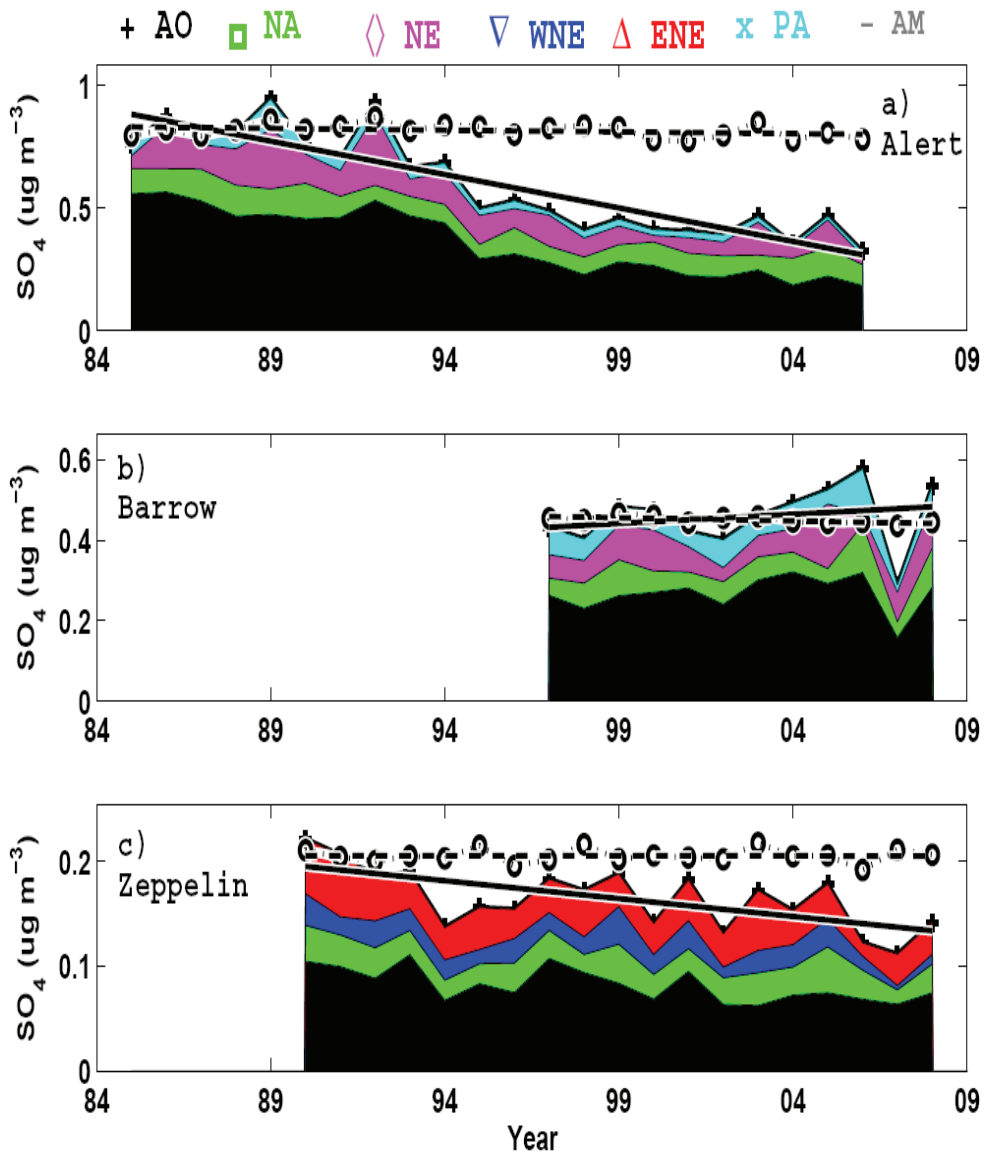 + AO NA NE WNE ENE x PA − AM
1
0.5
0
SO4 (ug m−3)
a)
Alert
84 89 94 99 04 09
0.6
0.4
0.2
0
SO4 (ug m−3)
b)
Barrow
84 89 94 99 04 09
0.2
0.1
0
SO4 (ug m−3)
c)
Zeppelin
84 89 94 99 04 09
Year